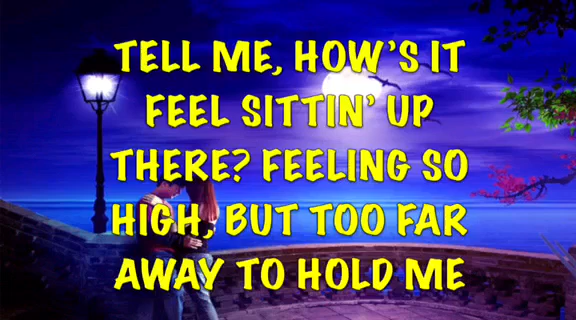 TELL ME, HOW'S IT
FEEL SITTIN' UP
THERE? FEELING SO
HIGH, BUT TOO FAR
AWAY TO HOLD ME